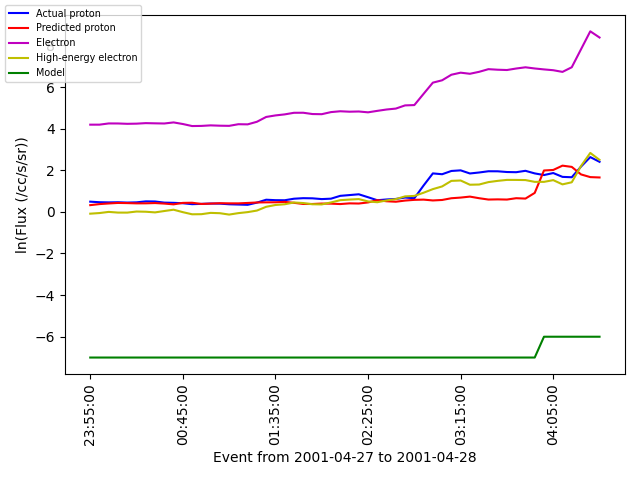 Actual proton
Predicted proton
Electron
High-energy electron
Model
8
6
4
2
0
−2
−4
−6
ln(Flux (/cc/s/sr))
23:55:00
00:45:00
01:35:00
02:25:00
03:15:00
04:05:00
Event from 2001-04-27 to 2001-04-28